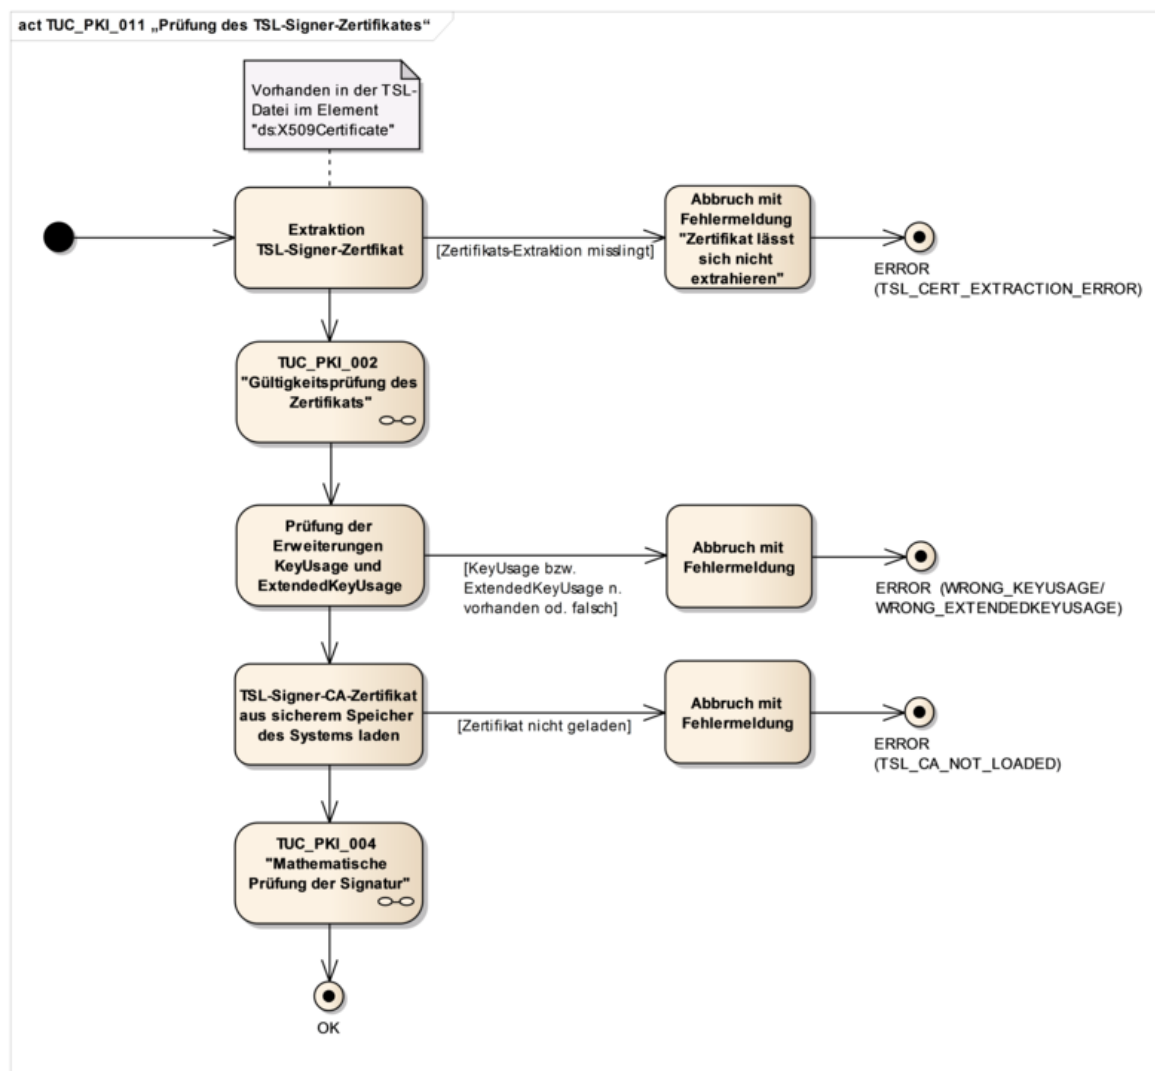 act TUC_PKI_011 „Prüfung des TSL-Signer-Zertifikates“
Vorhanden in der TSL-
Datei im Element
"ds:X509Certificate"
Extraktion
TSL-Signer-Zertfikat
[Zertifikats-Extraktion misslingt]
Abbruch mit
Fehlermeldung
"Zertifikat lässt
sich nicht
extrahieren"
ERROR
(TSL_CERT_EXTRACTION_ERROR)
TUC_PKI_002
"Gültigkeitsprüfung des
Zertifikats"
Prüfung der
Erweiterungen
KeyUsage und
ExtendedKeyUsage
[KeyUsage bzw.
ExtendedKeyUsage n.
vorhanden od. falsch]
Abbruch mit
Fehlermeldung
ERROR (WRONG_KEYUSAGE/
WRONG_EXTENDEDKEYUSAGE)
TSL-Signer-CA-Zertifikat
aus sicherem Speicher
des Systems laden
[Zertifikat nicht geladen]
Abbruch mit
Fehlermeldung
ERROR
(TSL_CA_NOT_LOADED)
TUC_PKI_004
"Mathematische
Prüfung der Signatur"
OK